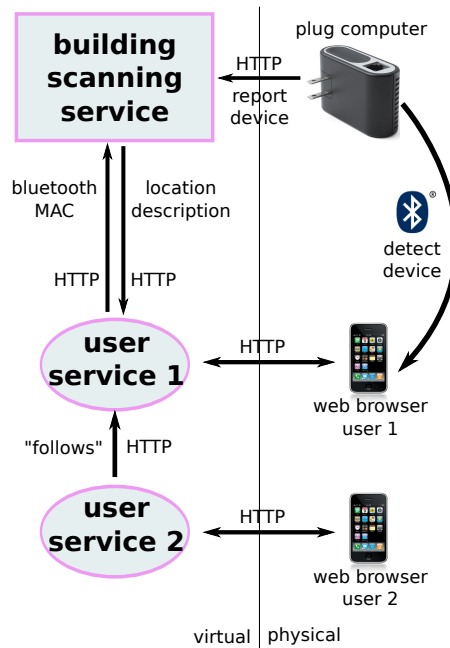 building
scanning
service
plug computer
HTTP
report
device
bluetooth
MAC
location
description
®
detect
device
HTTP
HTTP
user
service 1
HTTP
web browser
user 1
"follows"
HTTP
user
service 2
HTTP
web browser
user 2
virtual
physical